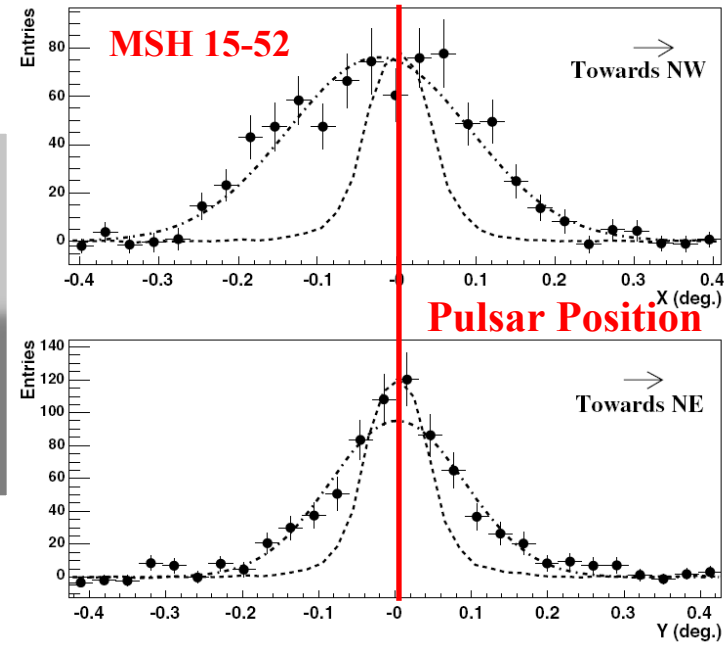 Entries
MSH 15-52
Towards NW
80
60
40
20
0
-0.4 -0.3 -0.2 -0.1 -0 0.1 0.2 0.3 0.4
X (deg.)
Pulsar Position
Entries
Towards NE
140
120
100
80
60
40
20
0
-0.4 -0.3 -0.2 -0.1 -0 0.1 0.2 0.3 0.4
Y (deg.)